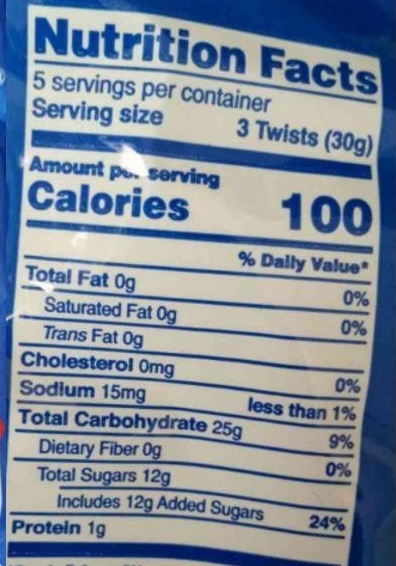 Nutrition Facts
5 servings per container
Serving size 3 Twists (30g)
Amount per serving
Calories 100
% Daily Value*
Total Fat 0g 0%
Saturated Fat 0g 0%
Trans Fat 0g
Cholesterol 0mg 0%
Sodium 15mg less than 1%
Total Carbohydrate 25g 9%
Dietary Fiber 0g 0%
Total Sugars 12g
Includes 12g Added Sugars 24%
Protein 1g